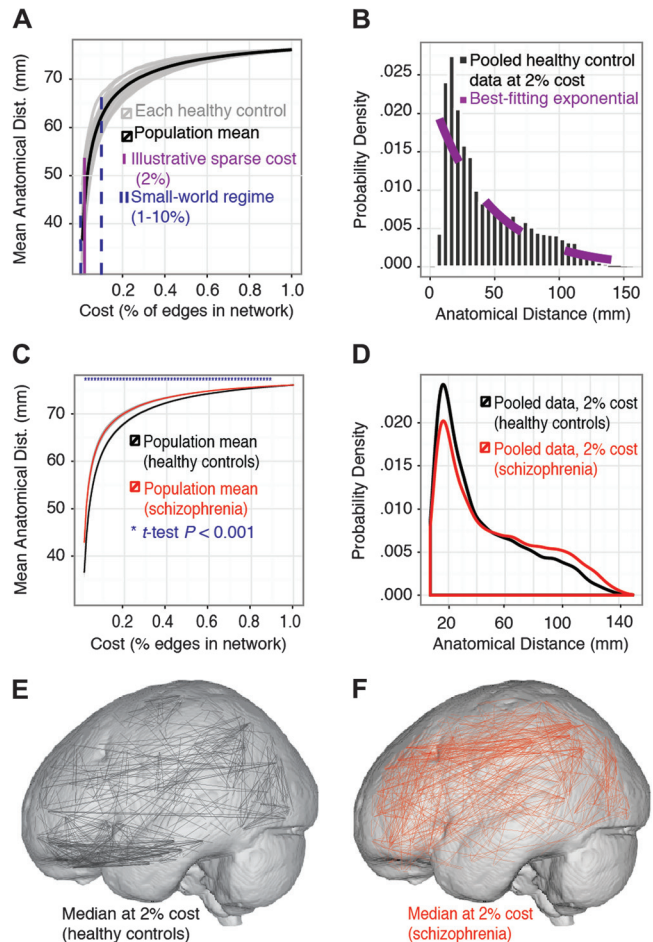 A
Mean Anatomical Dist. (mm)
70
60
50
40
Each healthy control
Population mean
Illustrative sparse cost
(2%)
Small-world regime
(1-10%)
0.2 0.4 0.6 0.8 1.0
Cost (% of edges in network)
B
Probability Density
.025
.020
.015
.010
.005
.000
Pooled healthy control
data at 2% cost
Best-fitting exponential
0 50 100 150
Anatomical Distance (mm)
C
Mean Anatomical Dist. (mm)
70
60
50
40
Population mean
(healthy controls)
Population mean
(schizophrenia)
* t-test P < 0.001
0.2 0.4 0.6 0.8 1.0
Cost (% edges in network)
D
Probability Density
.020
.015
.010
.005
.000
Pooled data, 2% cost
(healthy controls)
Pooled data, 2% cost
(schizophrenia)
20 60 100 150
Anatomical Distance (mm)
E
Median at 2% cost
(healthy controls)
F
Median at 2% cost
(schizophrenia)